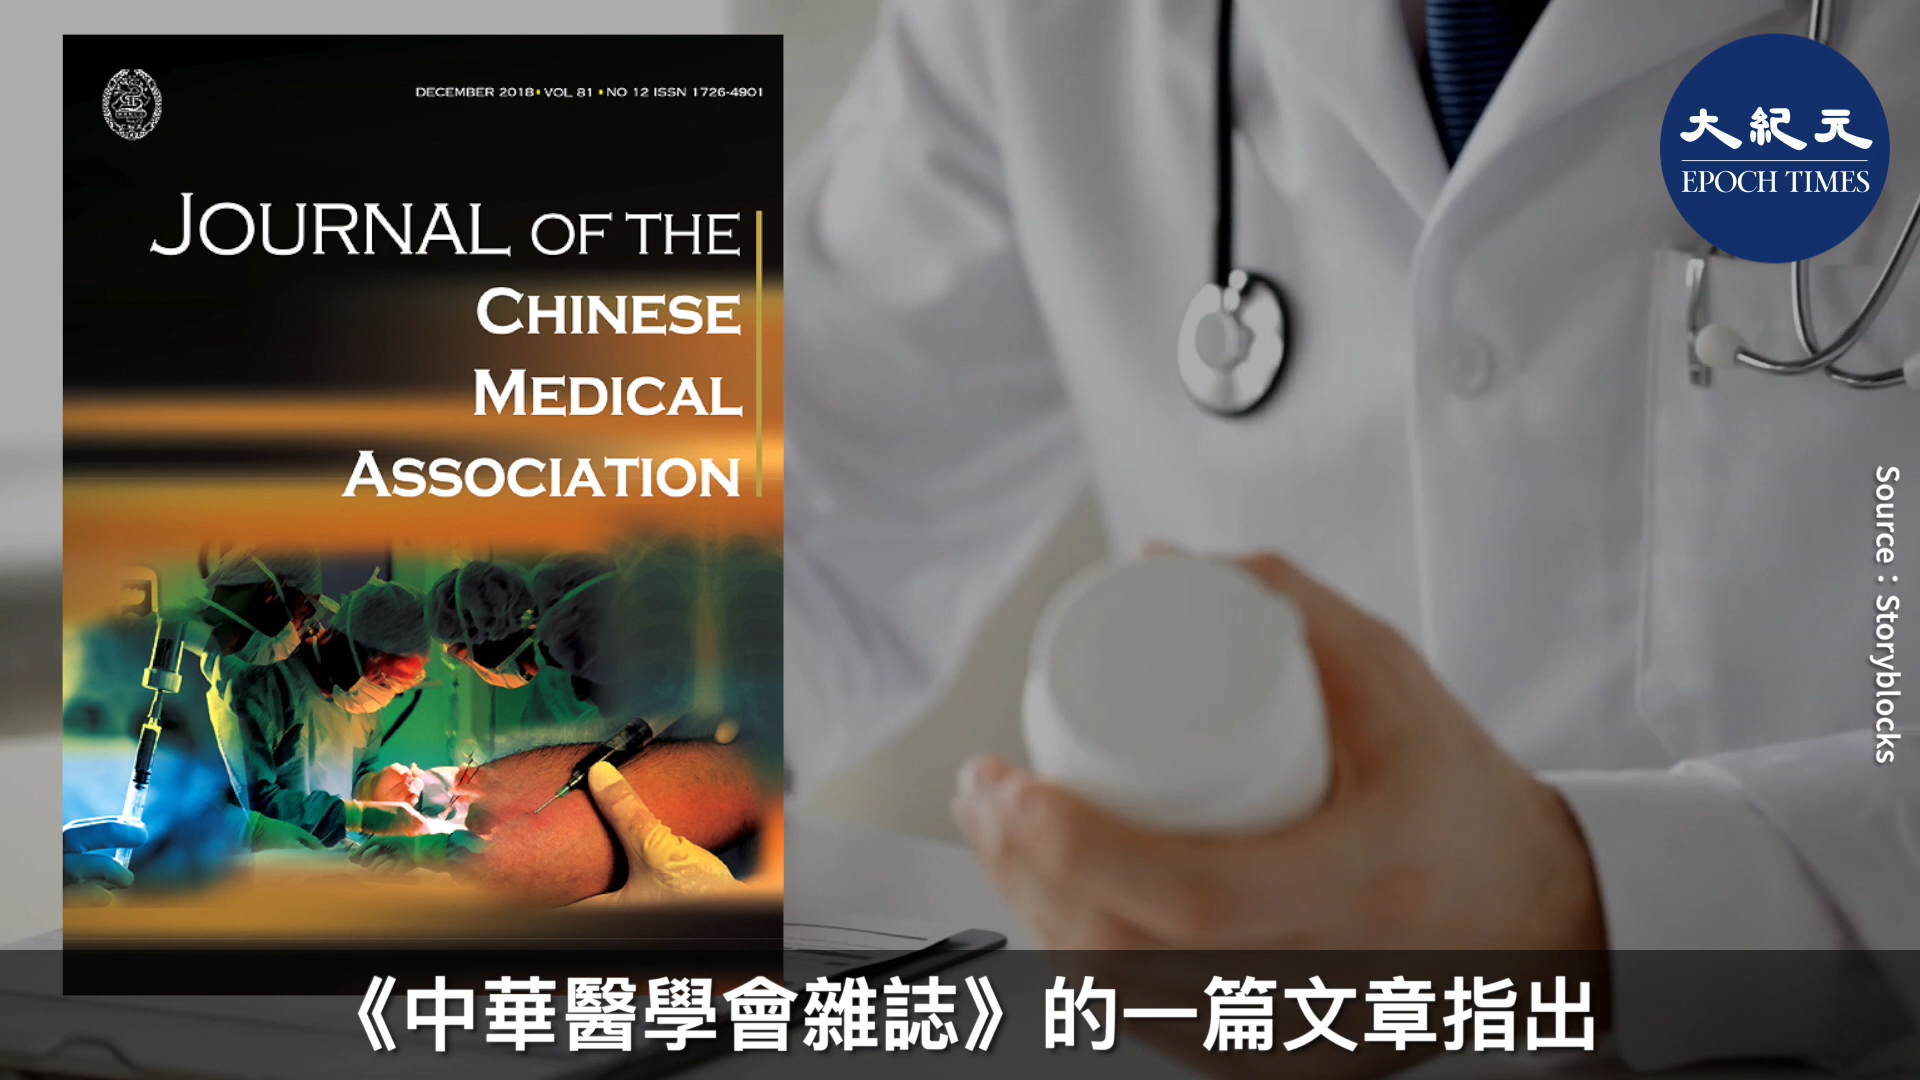 DECEMBER 2018 • VOL 81 • NO 12 ISSN 1726-4901
JOURNAL OF THE
CHINESE
MEDICAL
ASSOCIATION
大紀元
EPOCH TIMES
Source : Storyblocks
《中華醫學會雜誌》的一篇文章指出